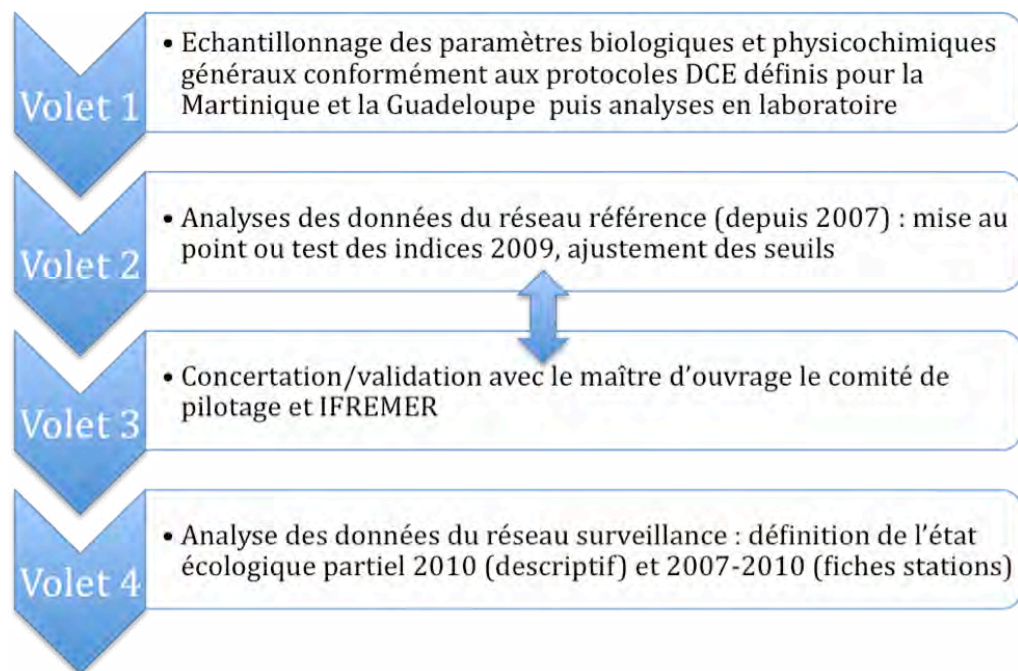 Volet 1
• Echantillonnage des paramètres biologiques et physicochimiques
généraux conformément aux protocoles DCE définis pour la
Martinique et la Guadeloupe puis analyses en laboratoire
Volet 2
• Analyses des données du réseau référence (depuis 2007) : mise au
point ou test des indices 2009, ajustement des seuils
Volet 3
• Concertation/validation avec le maître d'ouvrage le comité de
pilotage et IFREMER
Volet 4
• Analyse des données du réseau surveillance : définition de l'état
écologique partiel 2010 (descriptif) et 2007-2010 (fiches stations)